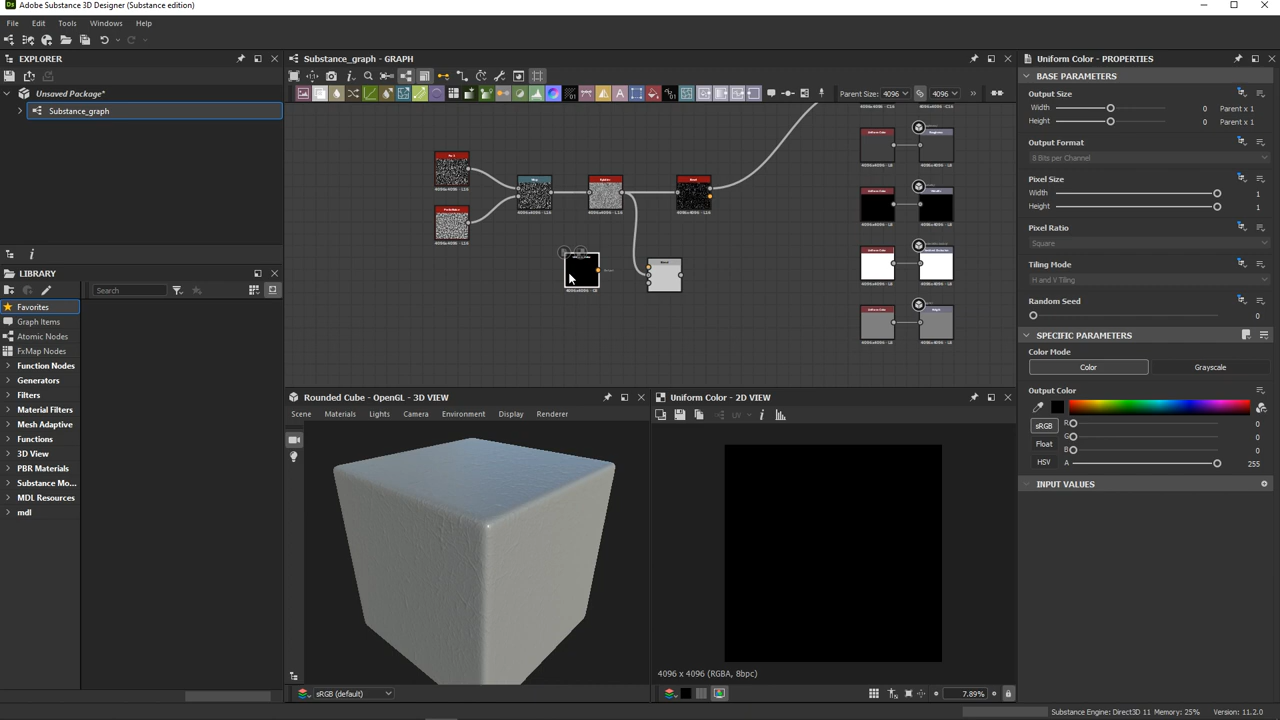 Adobe Substance 3D Designer (Substance edition)
File Edit Tools Windows Help
EXPLORER
Unsaved Package*
Substance_graph
LIBRARY
Search
Favorites
Graph Items
Atomic Nodes
FxMap Nodes
Function Nodes
Generators
Filters
Material Filters
Mesh Adaptive
Functions
3D View
PBR Materials
Substance Mo...
MDL Resources
mdl
Substance_graph - GRAPH
Parent Size: 4096 4096
Rounded Cube - OpenGL - 3D VIEW
Scene Materials Lights Camera Environment Display Renderer
sRGB (default)
Uniform Color - 2D VIEW
UV
4096 x 4096 (RGBA, 8bpc)
7.89%
Uniform Color - PROPERTIES
BASE PARAMETERS
Output Size
Width 0 Parent x 1
Height 0 Parent x 1
Output Format
8 Bits per Channel
Pixel Size
Width 1
Height 1
Pixel Ratio
Square
Tiling Mode
H and V Tiling
Random Seed
0
SPECIFIC PARAMETERS
Color Mode
Color Grayscale
Output Color
sRGB R 0
Float G 0
B 0
HSV A 255
INPUT VALUES
Substance Engine: Direct3D 11 Memory: 25% Version: 11.2.0